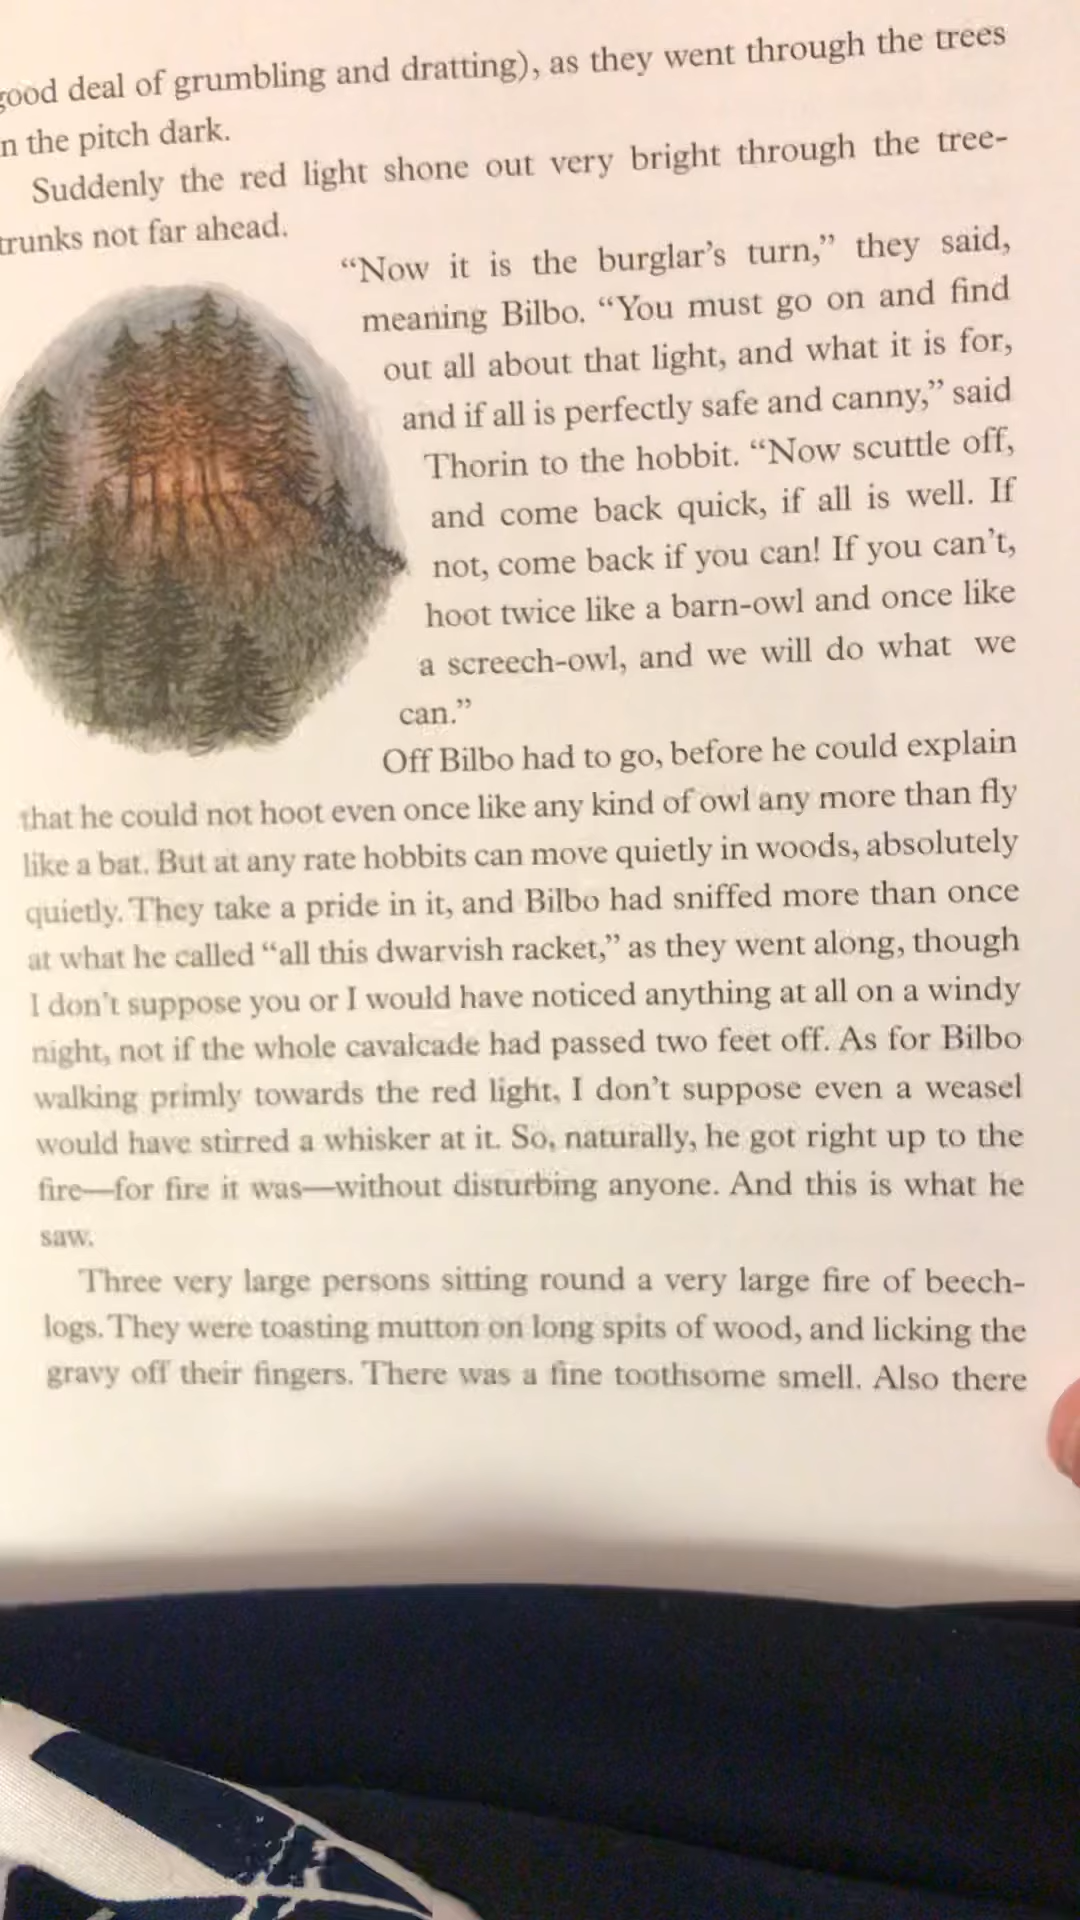 good deal of grumbling and dratting), as they went through the trees
n the pitch dark.
Suddenly the red light shone out very bright through the tree-
trunks not far ahead.
“Now it is the burglar’s turn,” they said,
meaning Bilbo. “You must go on and find
out all about that light, and what it is for,
and if all is perfectly safe and canny,” said
Thorin to the hobbit. “Now scuttle off,
and come back quick, if all is well. If
not, come back if you can! If you can’t,
hoot twice like a barn-owl and once like
a screech-owl, and we will do what we
can.”
Off Bilbo had to go, before he could explain
that he could not hoot even once like any kind of owl any more than fly
like a bat. But at any rate hobbits can move quietly in woods, absolutely
quietly. They take a pride in it, and Bilbo had sniffed more than once
at what he called “all this dwarvish racket,” as they went along, though
I don’t suppose you or I would have noticed anything at all on a windy
night, not if the whole cavalcade had passed two feet off. As for Bilbo
walking primly towards the red light, I don’t suppose even a weasel
would have stirred a whisker at it. So, naturally, he got right up to the
fire—for fire it was—without disturbing anyone. And this is what he
saw.
Three very large persons sitting round a very large fire of beech-
logs. They were toasting mutton on long spits of wood, and licking the
gravy off their fingers. There was a fine toothsome smell. Also there